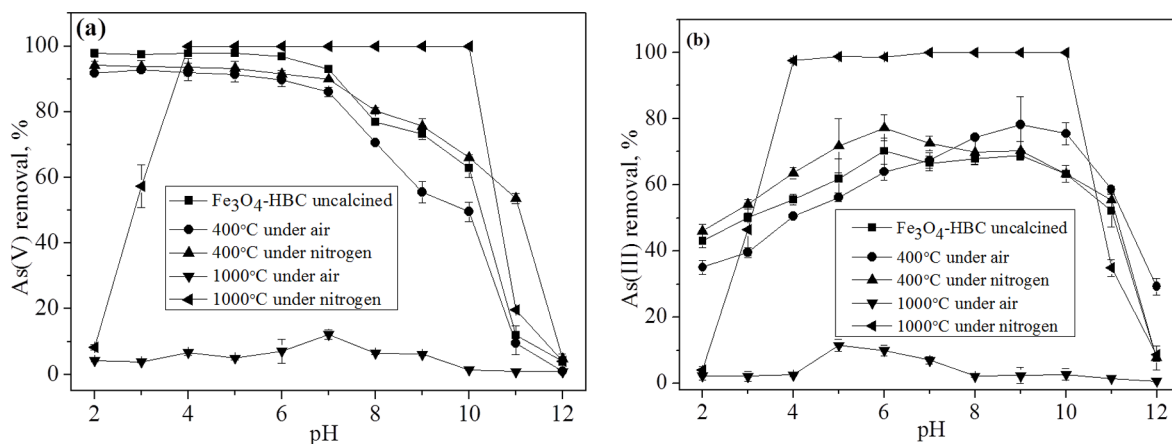 (a)
100
80
60
40
20
0
As(V) removal, %
Fe3O4-HBC uncalcined
400°C under air
400°C under nitrogen
1000°C under air
1000°C under nitrogen
2 4 6 8 10 12
pH
(b)
100
80
60
40
20
0
As(III) removal, %
Fe3O4-HBC uncalcined
400°C under air
400°C under nitrogen
1000°C under air
1000°C under nitrogen
2 4 6 8 10 12
pH